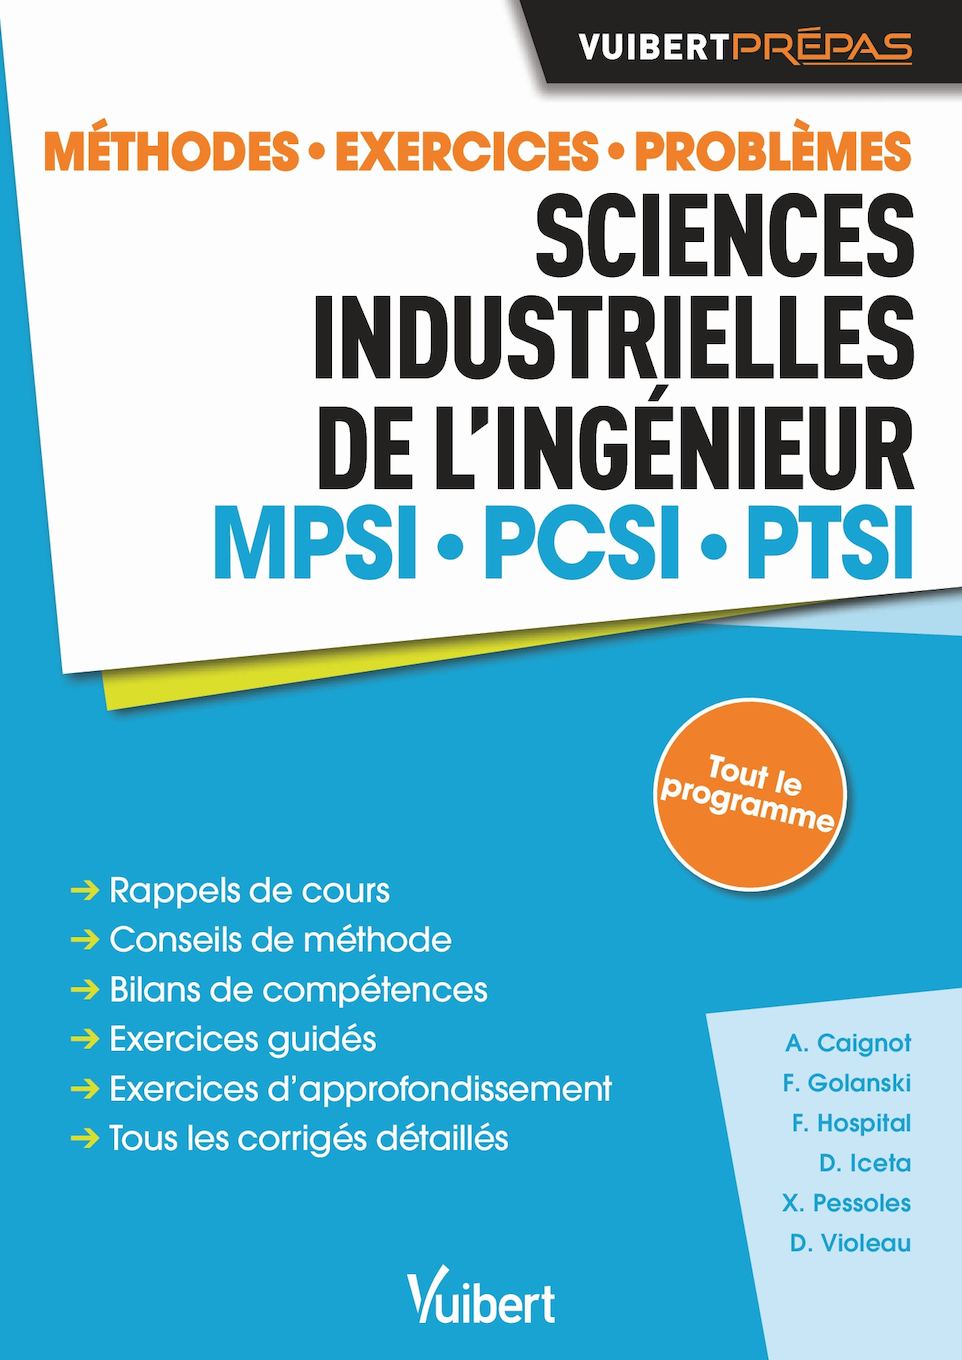 VUIBERTPRÉPAS
MÉTHODES • EXERCICES • PROBLÈMES
SCIENCES
INDUSTRIELLES
DE L'INGÉNIEUR
MPSI • PCSI • PTSI
Tout le
programme
➔ Rappels de cours
➔ Conseils de méthode
➔ Bilans de compétences
➔ Exercices guidés
➔ Exercices d'approfondissement
➔ Tous les corrigés détaillés
A. Caignot
F. Golanski
F. Hospital
D. Iceta
X. Pessoles
D. Violeau
Vuibert